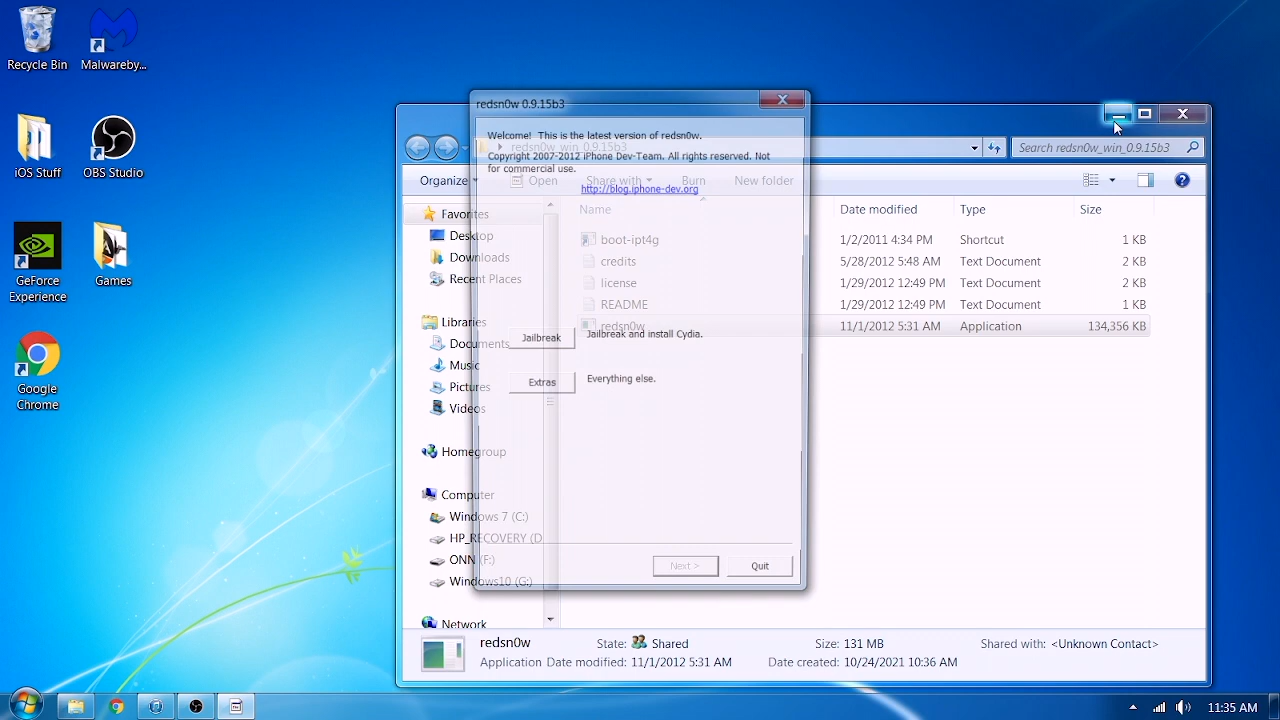 Recycle Bin
Malwareby...
iOS Stuff
OBS Studio
GeForce
Experience
Games
Google
Chrome
redsn0w 0.9.15b3
Welcome! This is the latest version of redsn0w.
Copyright 2007-2012 iPhone Dev-Team. All rights reserved. Not
for commercial use.
http://blog.iphone-dev.org
Jailbreak
Jailbreak and install Cydia.
Extras
Everything else.
Next >
Quit
redsn0w_win_0.9.15b3
Search redsn0w_win_0.9.15b3
Organize
Open
Share with
Burn
New folder
Favorites
Desktop
Downloads
Recent Places
Libraries
Documents
Music
Pictures
Videos
Homegroup
Computer
Windows 7 (C:)
HP_RECOVERY (D
ONN (F:)
Windows10 (G:)
Network
Name Date modified Type Size
boot-ipt4g 1/2/2011 4:34 PM Shortcut 1 KB
credits 5/28/2012 5:48 AM Text Document 2 KB
license 1/29/2012 12:49 PM Text Document 2 KB
README 1/29/2012 12:49 PM Text Document 1 KB
redsn0w 11/1/2012 5:31 AM Application 134,356 KB
redsn0w State: Shared Size: 131 MB Shared with: <Unknown Contact>
Application Date modified: 11/1/2012 5:31 AM Date created: 10/24/2021 10:36 AM
11:35 AM